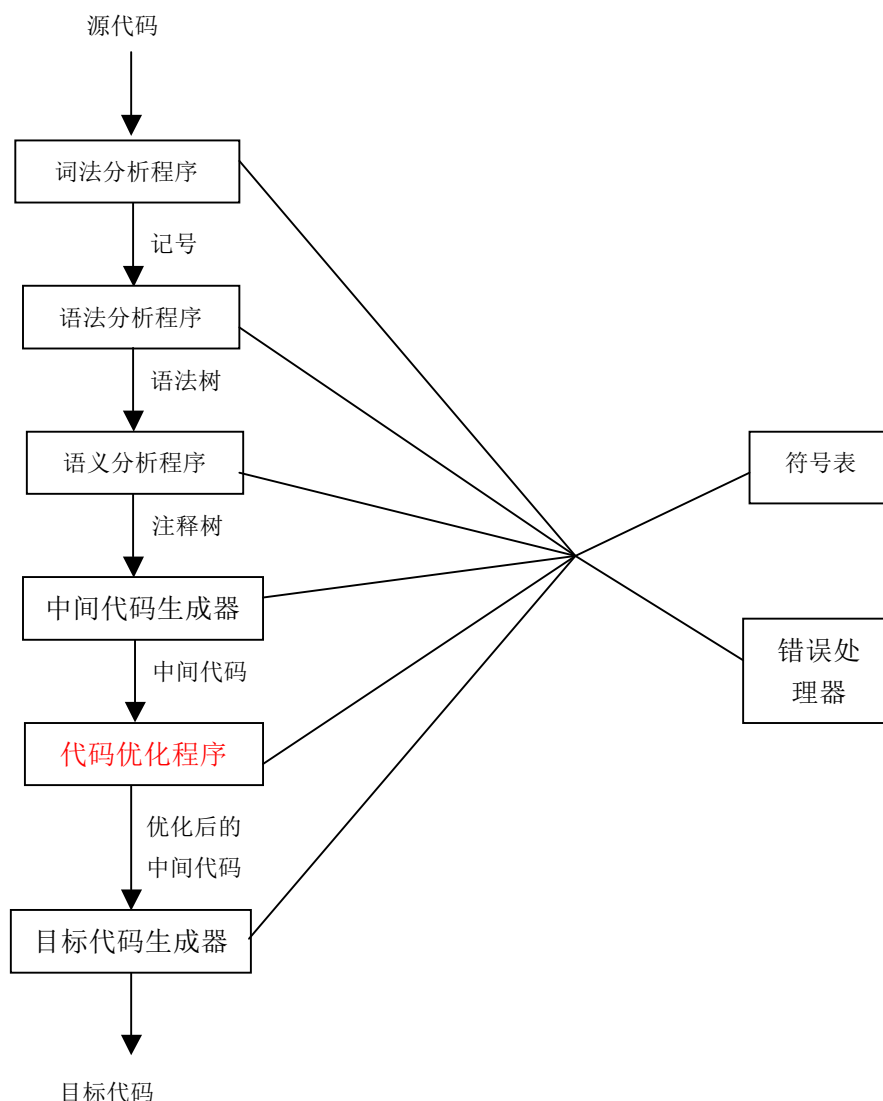 源代码
词法分析程序
记号
语法分析程序
语法树
语义分析程序
注释树
中间代码生成器
中间代码
代码优化程序
优化后的
中间代码
目标代码生成器
目标代码
符号表
错误处
理器